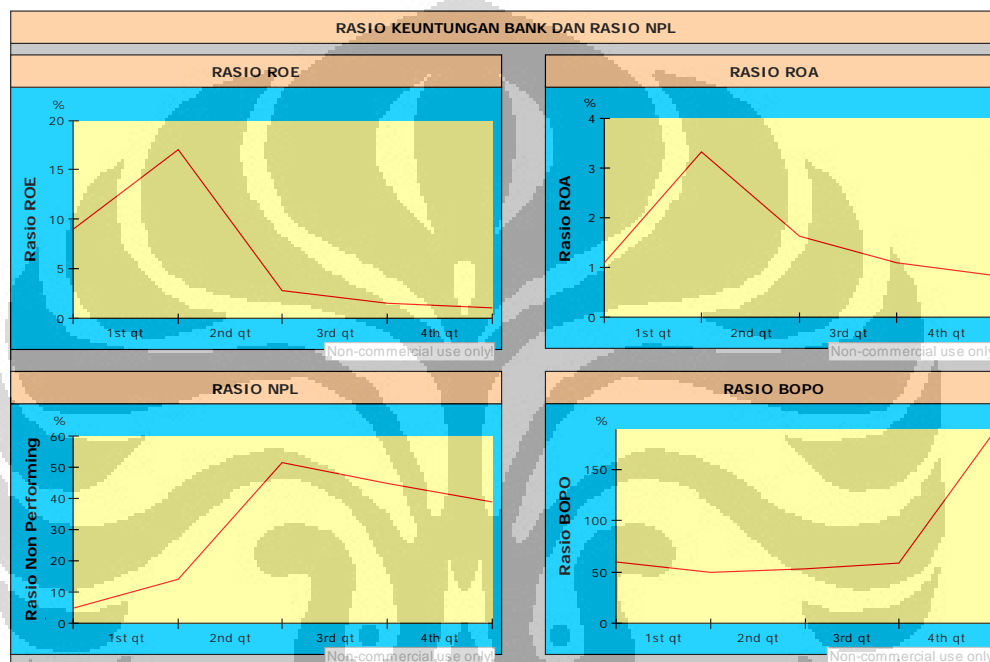 RASIO KEUNTUNGAN BANK DAN RASIO NPL
RASIO ROE
%
Rasio ROE
20
15
10
5
0
1st qt 2nd qt 3rd qt 4th qt
Non-commercial use only!
RASIO ROA
%
Rasio ROA
4
3
2
1
0
1st qt 2nd qt 3rd qt 4th qt
Non-commercial use only
RASIO NPL
%
Rasio Non Performing
60
50
40
30
20
10
0
1st qt 2nd qt 3rd qt 4th qt
Non-commercial use only!
RASIO BOPO
%
Rasio BOPO
150
100
50
0
1st qt 2nd qt 3rd qt 4th qt
Non-commercial use only